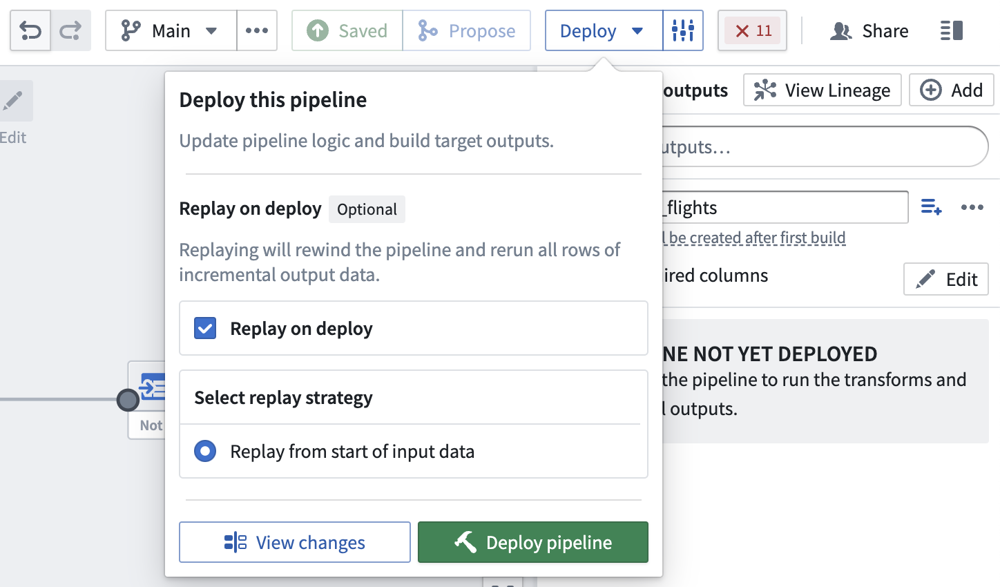 Main
Saved
Propose
Deploy
11
Share
Edit
Deploy this pipeline
Update pipeline logic and build target outputs.
Replay on deploy Optional
Replaying will rewind the pipeline and rerun all rows of
incremental output data.
Replay on deploy
Select replay strategy
Replay from start of input data
View changes
Deploy pipeline
Not
outputs
View Lineage
Add
utputs…
_flights
l be created after first build
ired columns
Edit
NE NOT YET DEPLOYED
the pipeline to run the transforms and
l outputs.